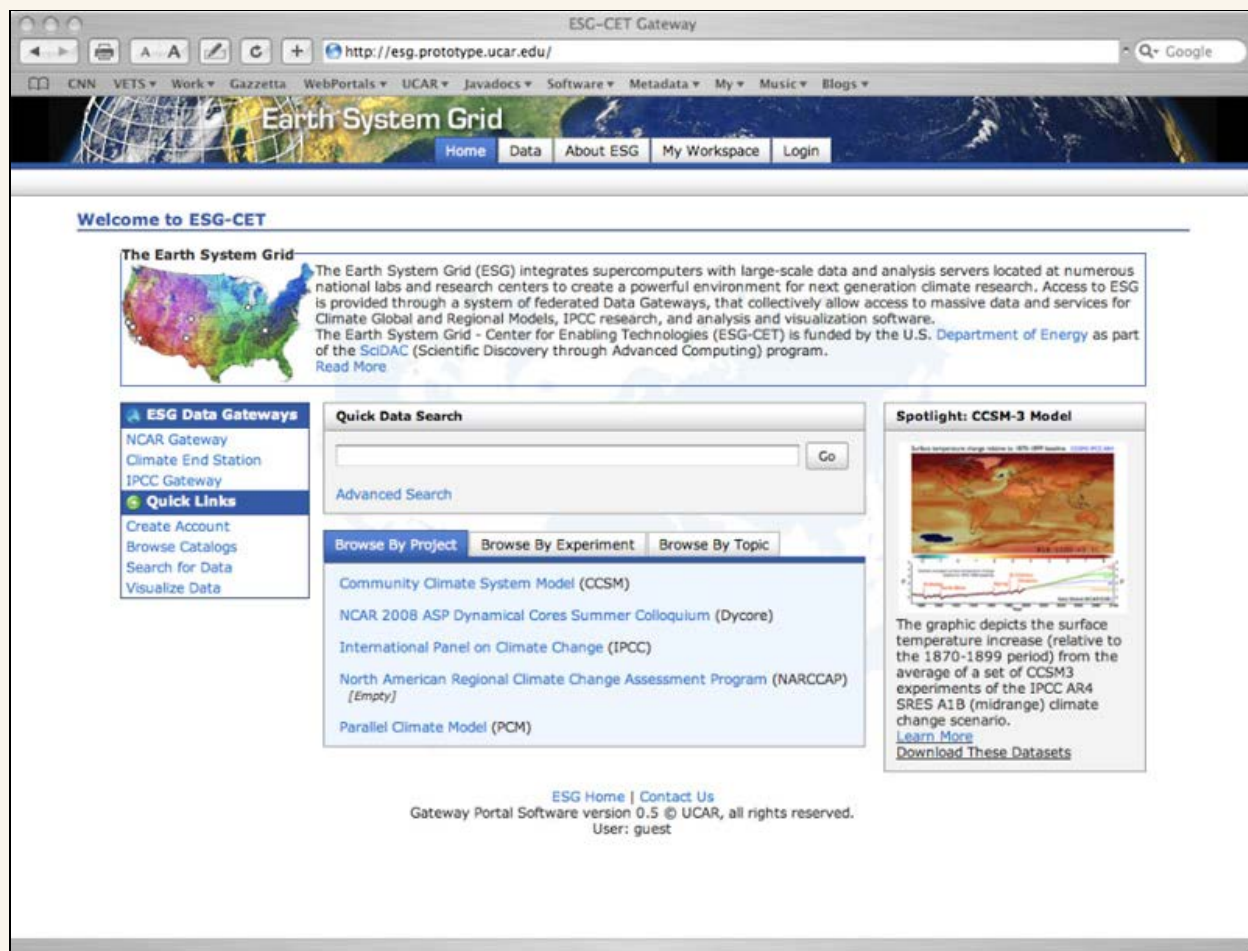 ESG-CET Gateway
A A
http://esg.prototype.ucar.edu/
Google
CNN VETS Work Gazzetta WebPortals UCAR Javadocs Software Metadata My Music Blogs
Earth System Grid
Home Data About ESG My Workspace Login
Welcome to ESG-CET
The Earth System Grid
The Earth System Grid (ESG) integrates supercomputers with large-scale data and analysis servers located at numerous
national labs and research centers to create a powerful environment for next generation climate research. Access to ESG
is provided through a system of federated Data Gateways, that collectively allow access to massive data and services for
Climate Global and Regional Models, IPCC research, and analysis and visualization software.
The Earth System Grid - Center for Enabling Technologies (ESG-CET) is funded by the U.S. Department of Energy as part
of the SciDAC (Scientific Discovery through Advanced Computing) program.
Read More
ESG Data Gateways
NCAR Gateway
Climate End Station
IPCC Gateway
Quick Links
Create Account
Browse Catalogs
Search for Data
Visualize Data
Quick Data Search
Go
Advanced Search
Browse By Project Browse By Experiment Browse By Topic
Community Climate System Model (CCSM)
NCAR 2008 ASP Dynamical Cores Summer Colloquium (Dycore)
International Panel on Climate Change (IPCC)
North American Regional Climate Change Assessment Program (NARCCAP)
[Empty]
Parallel Climate Model (PCM)
Spotlight: CCSM-3 Model
Surface temperature change relative to 1870-1899 baseline
The graphic depicts the surface
temperature increase (relative to
the 1870-1899 period) from the
average of a set of CCSM3
experiments of the IPCC AR4
SRES A1B (midrange) climate
change scenario.
Learn More
Download These Datasets
ESG Home | Contact Us
Gateway Portal Software version 0.5 © UCAR, all rights reserved.
User: guest